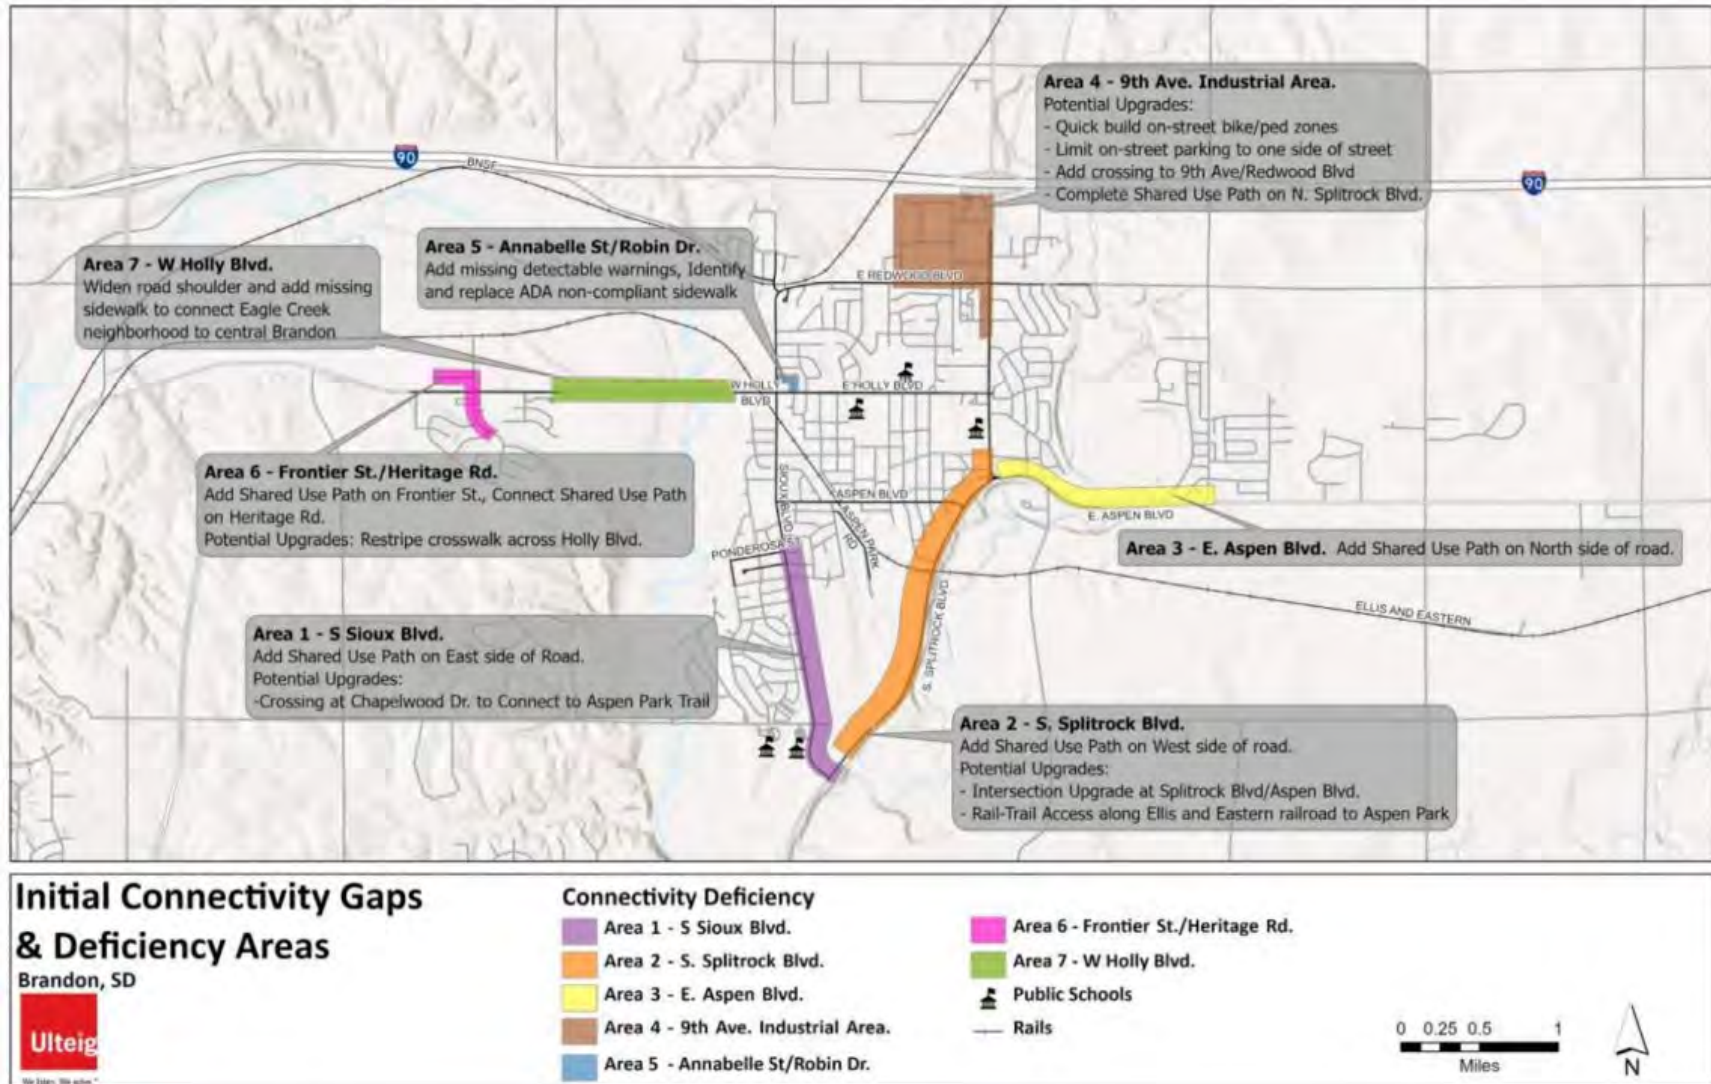 Area 4 - 9th Ave. Industrial Area.
Potential Upgrades:
- Quick build on-street bike/ped zones
- Limit on-street parking to one side of street
- Add crossing to 9th Ave/Redwood Blvd
- Complete Shared Use Path on N. Splitrock Blvd.
90
BNSF
90
Area 5 - Annabelle St/Robin Dr.
Add missing detectable warnings, Identify
and replace ADA non-compliant sidewalk
Area 7 - W Holly Blvd.
Widen road shoulder and add missing
sidewalk to connect Eagle Creek
neighborhood to central Brandon
E REDWOOD BLVD
W HOLLY
BLVD
E HOLLY BLVD
Area 6 - Frontier St./Heritage Rd.
Add Shared Use Path on Frontier St., Connect Shared Use Path
on Heritage Rd.
Potential Upgrades: Restripe crosswalk across Holly Blvd.
SIOUX BLVD
ASPEN BLVD
ASPEN PARK
RD
E. ASPEN BLVD
PONDEROSA ST
Area 3 - E. Aspen Blvd. Add Shared Use Path on North side of road.
S. SPLITROCK BLVD
ELLIS AND EASTERN
Area 1 - S Sioux Blvd.
Add Shared Use Path on East side of Road.
Potential Upgrades:
-Crossing at Chapelwood Dr. to Connect to Aspen Park Trail
Area 2 - S. Splitrock Blvd.
Add Shared Use Path on West side of road.
Potential Upgrades:
- Intersection Upgrade at Splitrock Blvd/Aspen Blvd.
- Rail-Trail Access along Ellis and Eastern railroad to Aspen Park
Initial Connectivity Gaps
& Deficiency Areas
Brandon, SD
Ulteig
We listen. We solve.
Connectivity Deficiency
Area 1 - S Sioux Blvd.
Area 2 - S. Splitrock Blvd.
Area 3 - E. Aspen Blvd.
Area 4 - 9th Ave. Industrial Area.
Area 5 - Annabelle St/Robin Dr.
Area 6 - Frontier St./Heritage Rd.
Area 7 - W Holly Blvd.
Public Schools
Rails
0 0.25 0.5 1
Miles
N